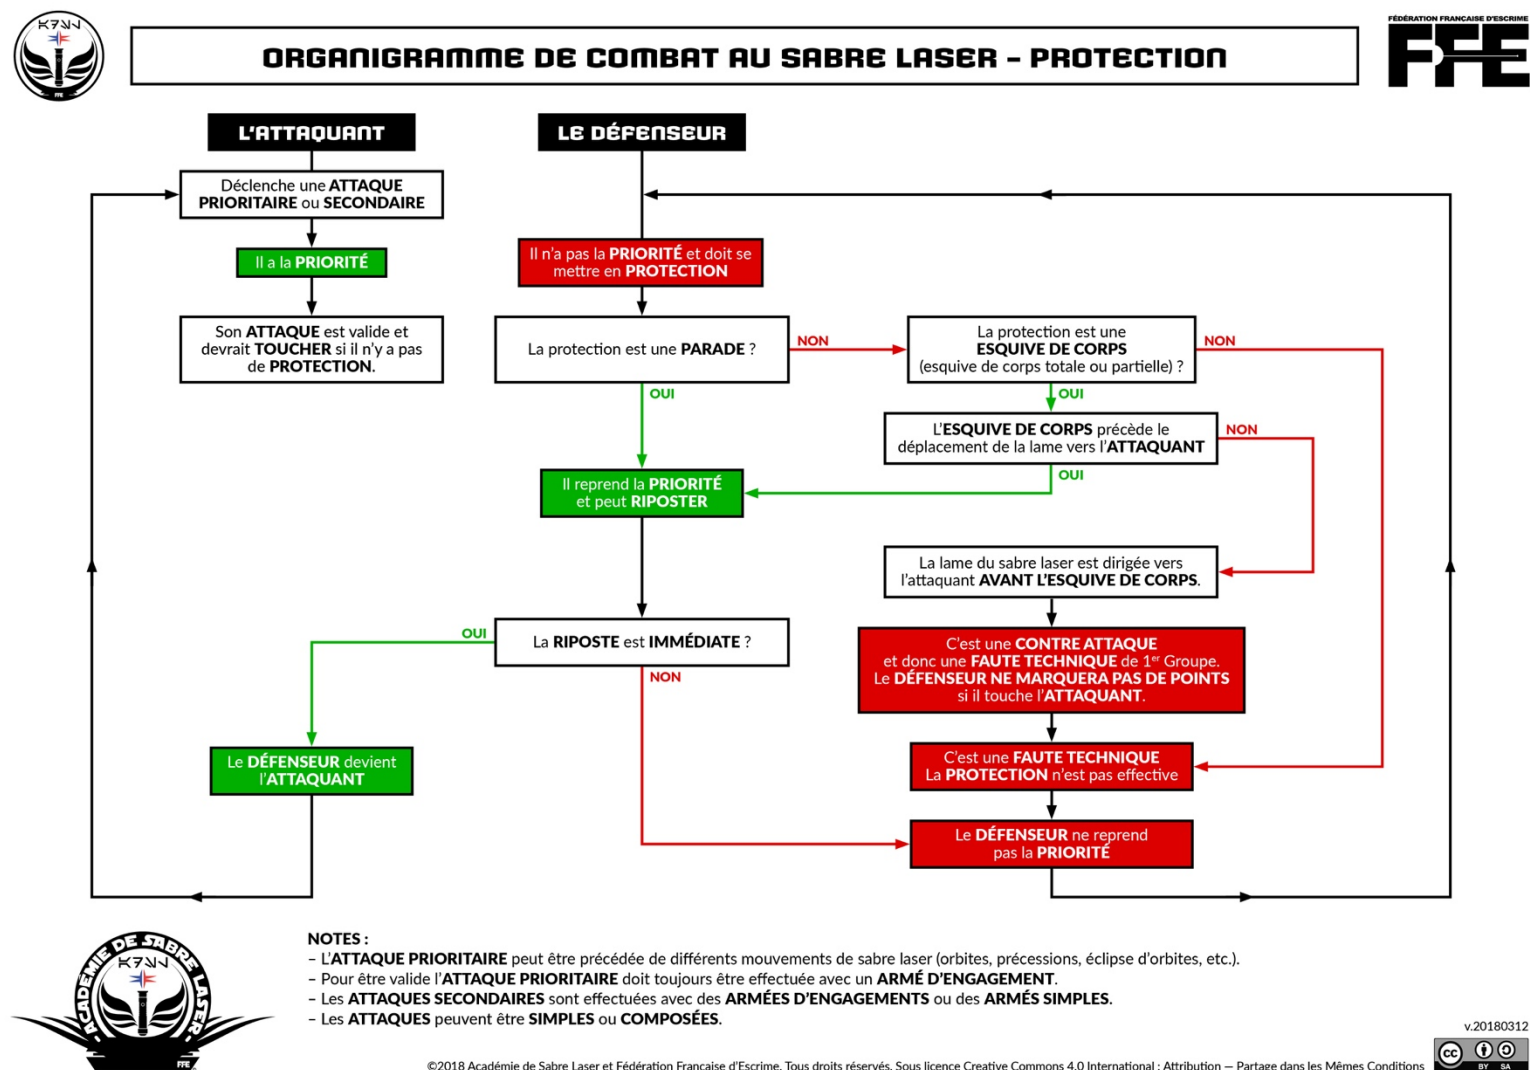 FÉDÉRATION FRANÇAISE D'ESCRIME
FFE
FFE
ORGANIGRAMME DE COMBAT AU SABRE LASER – PROTECTION
L'ATTAQUANT
LE DÉFENSEUR
Déclenche une ATTAQUE
PRIORITAIRE ou SECONDAIRE
Il a la PRIORITÉ
Son ATTAQUE est valide et
devrait TOUCHER si il n'y a pas
de PROTECTION.
Il n'a pas la PRIORITÉ et doit se
mettre en PROTECTION
La protection est une PARADE ?
NON
La protection est une
ESQUIVE DE CORPS
(esquive de corps totale ou partielle) ?
NON
OUI
OUI
L'ESQUIVE DE CORPS précède le
déplacement de la lame vers l'ATTAQUANT
NON
OUI
Il reprend la PRIORITÉ
et peut RIPOSTER
La lame du sabre laser est dirigée vers
l'attaquant AVANT L'ESQUIVE DE CORPS.
La RIPOSTE est IMMÉDIATE ?
OUI
NON
C'est une CONTRE ATTAQUE
et donc une FAUTE TECHNIQUE de 1er Groupe.
Le DÉFENSEUR NE MARQUERA PAS DE POINTS
si il touche l'ATTAQUANT.
Le DÉFENSEUR devient
l'ATTAQUANT
C'est une FAUTE TECHNIQUE
La PROTECTION n'est pas effective
Le DÉFENSEUR ne reprend
pas la PRIORITÉ
ACADÉMIE DE SABRE LASER
FFE
NOTES :
– L'ATTAQUE PRIORITAIRE peut être précédée de différents mouvements de sabre laser (orbites, précessions, éclipse d'orbites, etc.).
– Pour être valide l'ATTAQUE PRIORITAIRE doit toujours être effectuée avec un ARMÉ D'ENGAGEMENT.
– Les ATTAQUES SECONDAIRES sont effectuées avec des ARMÉES D'ENGAGEMENTS ou des ARMÉS SIMPLES.
– Les ATTAQUES peuvent être SIMPLES ou COMPOSÉES.
v.20180312
©2018 Académie de Sabre Laser et Fédération Française d'Escrime. Tous droits réservés. Sous licence Creative Commons 4.0 International : Attribution — Partage dans les Mêmes Conditions
cc BY SA